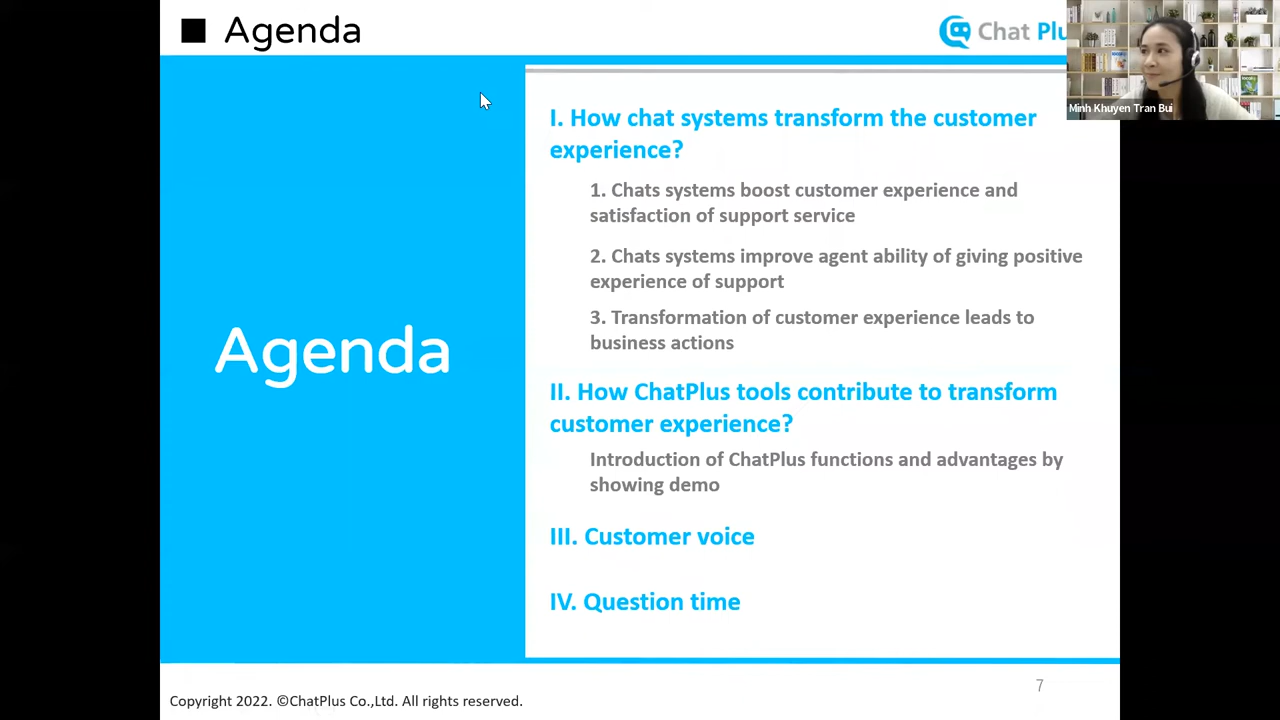 Agenda
Chat Plu
Minh Khuyen Tran Bui
I. How chat systems transform the customer
experience?
1. Chats systems boost customer experience and
satisfaction of support service
2. Chats systems improve agent ability of giving positive
experience of support
3. Transformation of customer experience leads to
business actions
Agenda
II. How ChatPlus tools contribute to transform
customer experience?
Introduction of ChatPlus functions and advantages by
showing demo
III. Customer voice
IV. Question time
7
Copyright 2022. ©ChatPlus Co.,Ltd. All rights reserved.